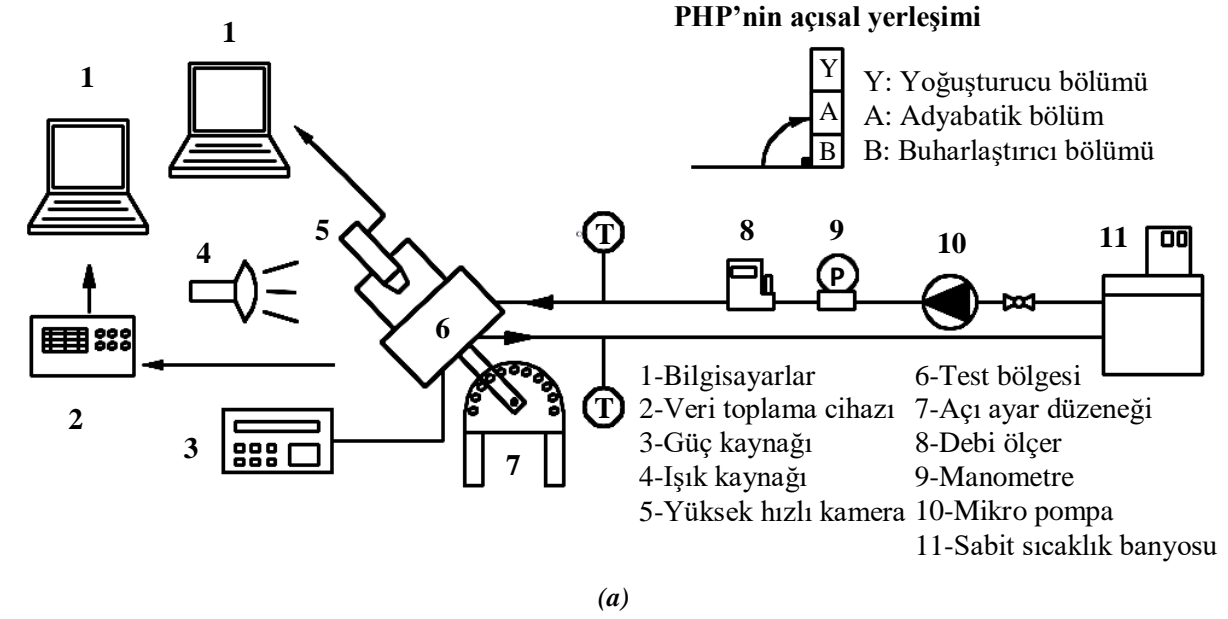 PHP’nin açısal yerleşimi
1
1
Y
A
B
Y: Yoğuşturucu bölümü
A: Adyabatik bölüm
B: Buharlaştırıcı bölümü
5
4
T
8
9
10
11
P
6
2
3
7
T
1-Bilgisayarlar
2-Veri toplama cihazı
3-Güç kaynağı
4-Işık kaynağı
5-Yüksek hızlı kamera
6-Test bölgesi
7-Açı ayar düzeneği
8-Debi ölçer
9-Manometre
10-Mikro pompa
11-Sabit sıcaklık banyosu
(a)